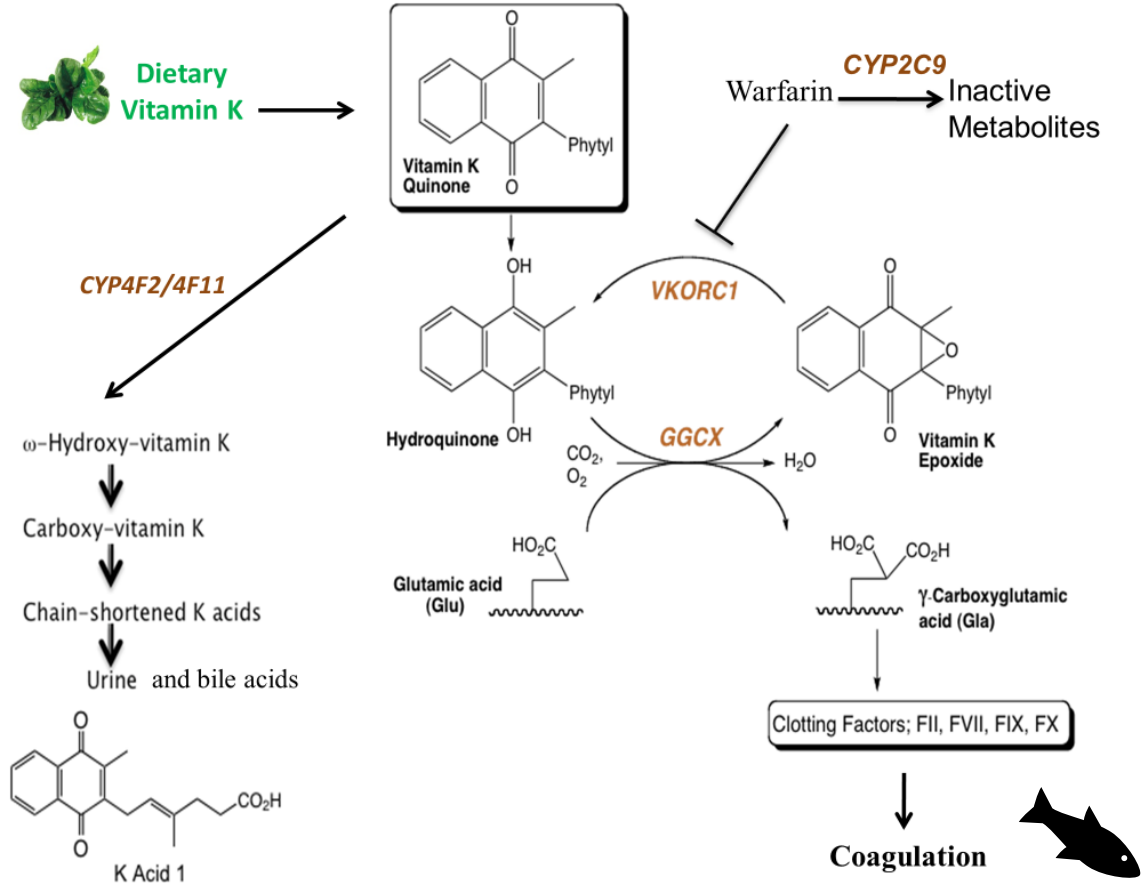 Dietary
Vitamin K
O
Phytyl
O
Vitamin K
Quinone
Warfarin
CYP2C9
Inactive
Metabolites
CYP4F2/4F11
OH
Phytyl
OH
Hydroquinone
VKORC1
O
O
Phytyl
O
Vitamin K
Epoxide
GGCX
CO₂,
O₂
H₂O
HO₂C
Glutamic acid
(Glu)
HO₂C
CO₂H
γ-Carboxyglutamic
acid (Gla)
Clotting Factors; FII, FVII, FIX, FX
Coagulation
ω-Hydroxy-vitamin K
Carboxy-vitamin K
Chain-shortened K acids
Urine and bile acids
O
CO₂H
O
K Acid 1